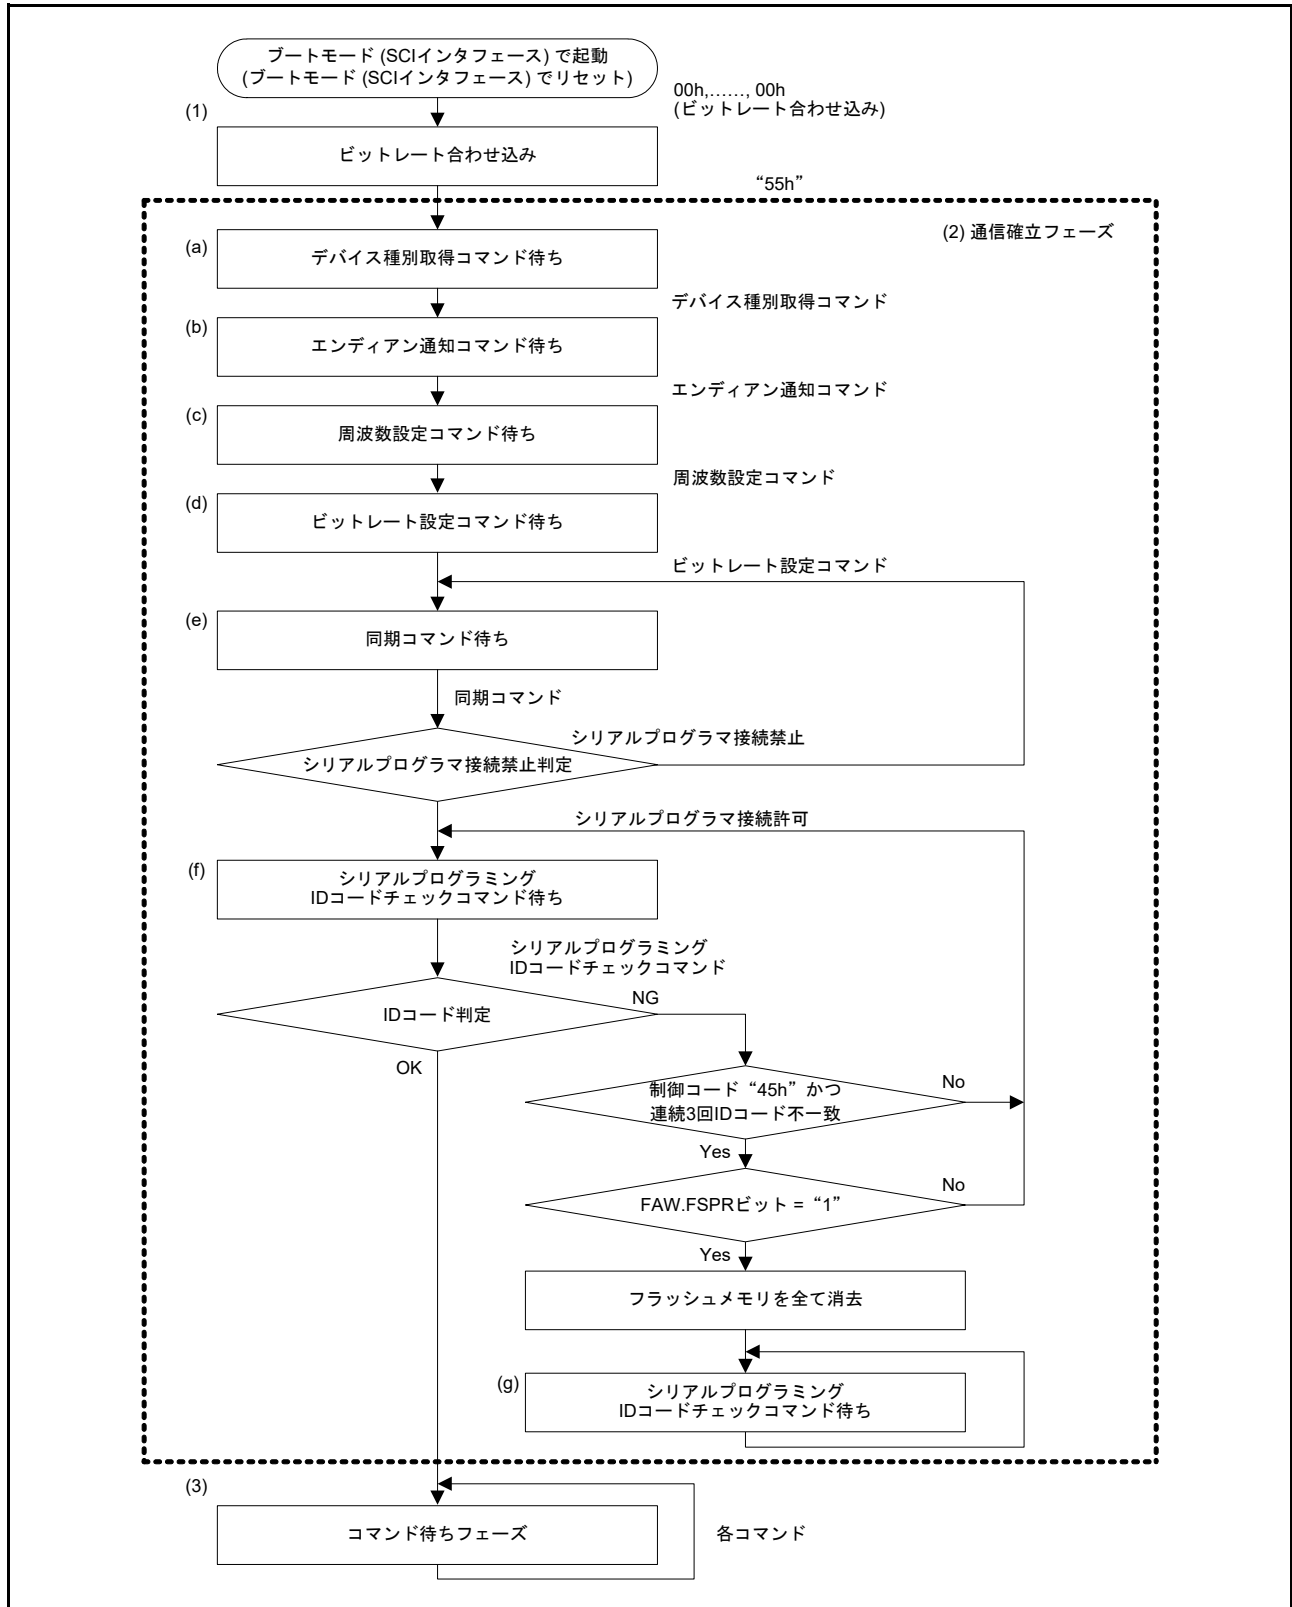 ブートモード (SCIインタフェース) で起動
(ブートモード (SCIインタフェース) でリセット)
00h,……, 00h
(ビットレート合わせ込み)
(1)
ビットレート合わせ込み
“55h”
(2) 通信確立フェーズ
(a)
デバイス種別取得コマンド待ち
デバイス種別取得コマンド
(b)
エンディアン通知コマンド待ち
エンディアン通知コマンド
(c)
周波数設定コマンド待ち
周波数設定コマンド
(d)
ビットレート設定コマンド待ち
ビットレート設定コマンド
(e)
同期コマンド待ち
同期コマンド
シリアルプログラマ接続禁止
シリアルプログラマ接続禁止判定
シリアルプログラマ接続許可
(f)
シリアルプログラミング
IDコードチェックコマンド待ち
シリアルプログラミング
IDコードチェックコマンド
NG
IDコード判定
OK
制御コード“45h”かつ
連続3回IDコード不一致
No
Yes
FAW.FSPRビット = “1”
No
Yes
フラッシュメモリを全て消去
(g)
シリアルプログラミング
IDコードチェックコマンド待ち
(3)
コマンド待ちフェーズ
各コマンド